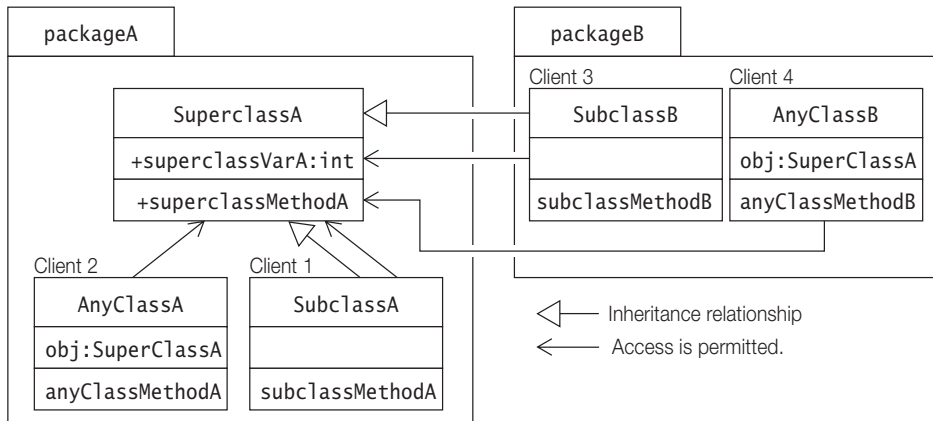 packageA
packageB
Client 3
Client 4
SuperclassA
+superclassVarA:int
+superclassMethodA
SubclassB
subclassMethodB
AnyClassB
obj:SuperClassA
anyClassMethodB
Client 2
Client 1
AnyClassA
obj:SuperClassA
anyClassMethodA
SubclassA
subclassMethodA
Inheritance relationship
Access is permitted.